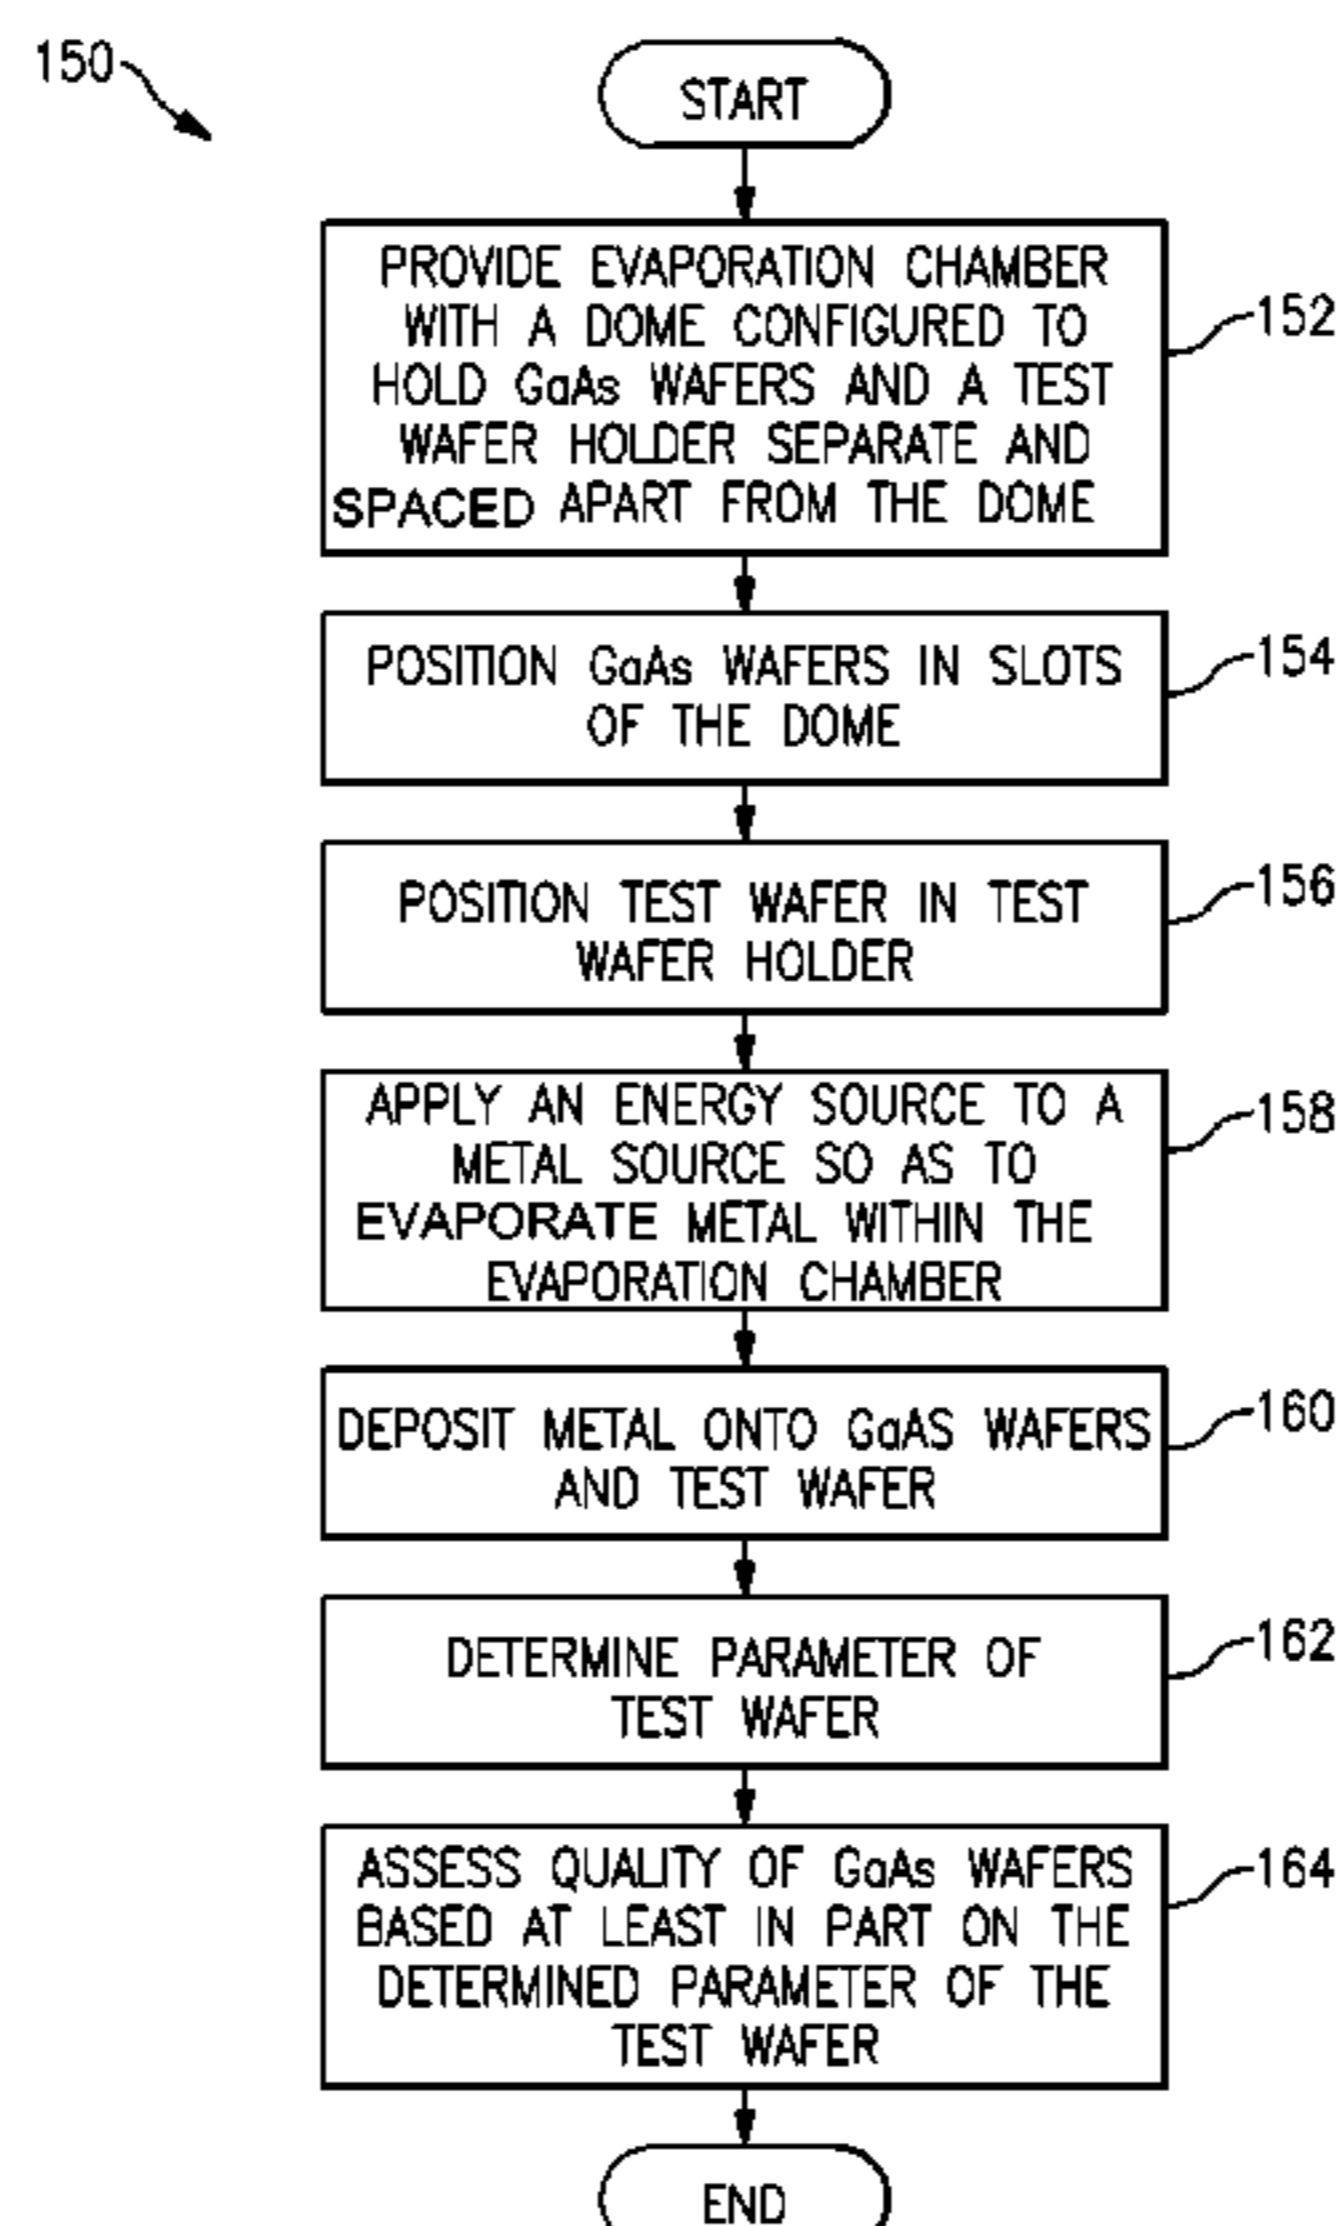 150
START
PROVIDE EVAPORATION CHAMBER
WITH A DOME CONFIGURED TO
HOLD GaAs WAFERS AND A TEST
WAFER HOLDER SEPARATE AND
SPACED APART FROM THE DOME
152
POSITION GaAs WAFERS IN SLOTS
OF THE DOME
154
POSITION TEST WAFER IN TEST
WAFER HOLDER
156
APPLY AN ENERGY SOURCE TO A
METAL SOURCE SO AS TO
EVAPORATE METAL WITHIN THE
EVAPORATION CHAMBER
158
DEPOSIT METAL ONTO GaAS WAFERS
AND TEST WAFER
160
DETERMINE PARAMETER OF
TEST WAFER
162
ASSESS QUALITY OF GaAs WAFERS
BASED AT LEAST IN PART ON THE
DETERMINED PARAMETER OF THE
TEST WAFER
164
END